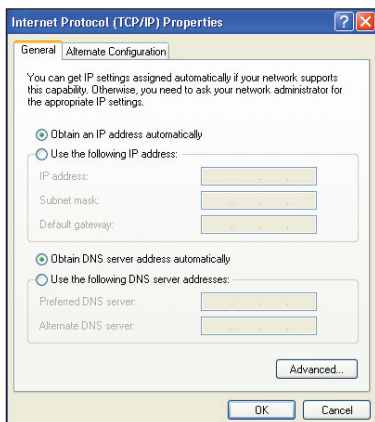 Internet Protocol (TCP/IP) Properties
General
Alternate Configuration
You can get IP settings assigned automatically if your network supports
this capability. Otherwise, you need to ask your network administrator for
the appropriate IP settings.
Obtain an IP address automatically
Use the following IP address:
IP address:
Subnet mask:
Default gateway:
Obtain DNS server address automatically
Use the following DNS server addresses:
Preferred DNS server:
Alternate DNS server:
Advanced...
OK
Cancel